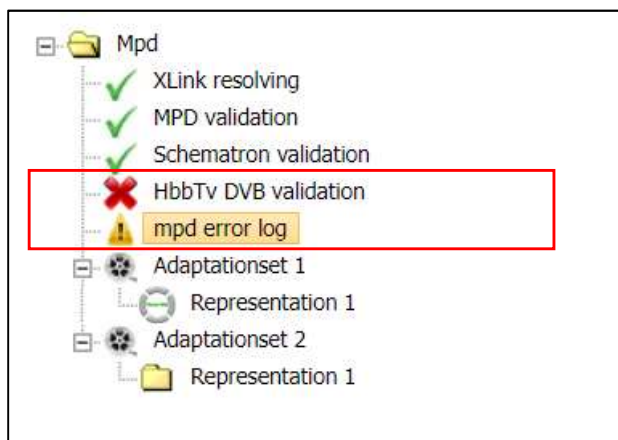 Mpd
XLink resolving
MPD validation
Schematron validation
HbbTv DVB validation
mpd error log
Adaptationset 1
Representation 1
Adaptationset 2
Representation 1